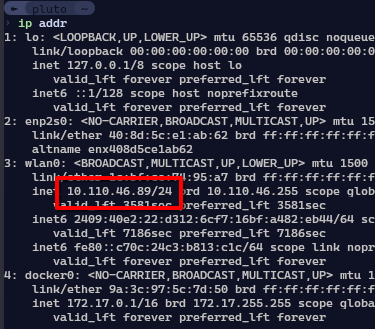 pluto ~
› ip addr
1: lo: <LOOPBACK,UP,LOWER_UP> mtu 65536 qdisc noqueue
link/loopback 00:00:00:00:00:00 brd 00:00:00:00:00
inet 127.0.0.1/8 scope host lo
valid_lft forever preferred_lft forever
inet6 ::1/128 scope host noprefixroute
valid_lft forever preferred_lft forever
2: enp2s0: <NO-CARRIER,BROADCAST,MULTICAST,UP> mtu 15
link/ether 40:8d:5c:e1:ab:62 brd ff:ff:ff:ff:ff:ff
altname enx408d5ce1ab62
3: wlan0: <BROADCAST,MULTICAST,UP,LOWER_UP> mtu 1500
link/ether :95:a7 brd ff:ff:ff:ff:ff:f
inet 10.110.46.89/24 brd 10.110.46.255 scope glob
valid_lft 3581sec preferred_lft 3581sec
inet6 2409:40e2:22:d312:6cf7:16bf:a482:eb44/64 sc
valid_lft 7186sec preferred_lft 7186sec
inet6 fe80::c70c:24c3:b813:c1c/64 scope link nopr
valid_lft forever preferred_lft forever
4: docker0: <NO-CARRIER,BROADCAST,MULTICAST,UP> mtu 1
link/ether 9a:3c:97:5c:7d:50 brd ff:ff:ff:ff:ff:f
inet 172.17.0.1/16 brd 172.17.255.255 scope globa
valid_lft forever preferred_lft forever